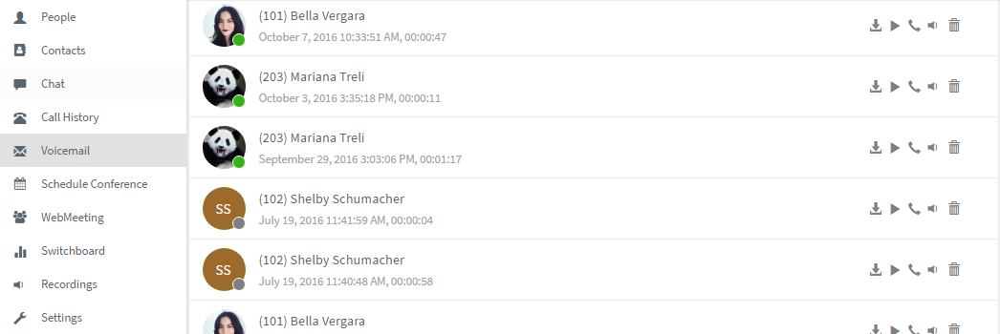 People
Contacts
Chat
Call History
Voicemail
Schedule Conference
WebMeeting
Switchboard
Recordings
Settings
(101) Bella Vergara
October 7, 2016 10:33:51 AM, 00:00:47
(203) Mariana Treli
October 3, 2016 3:35:18 PM, 00:00:11
(203) Mariana Treli
September 29, 2016 3:03:06 PM, 00:01:17
SS
(102) Shelby Schumacher
July 19, 2016 11:41:59 AM, 00:00:04
SS
(102) Shelby Schumacher
July 19, 2016 11:40:48 AM, 00:00:58
(101) Bella Vergara